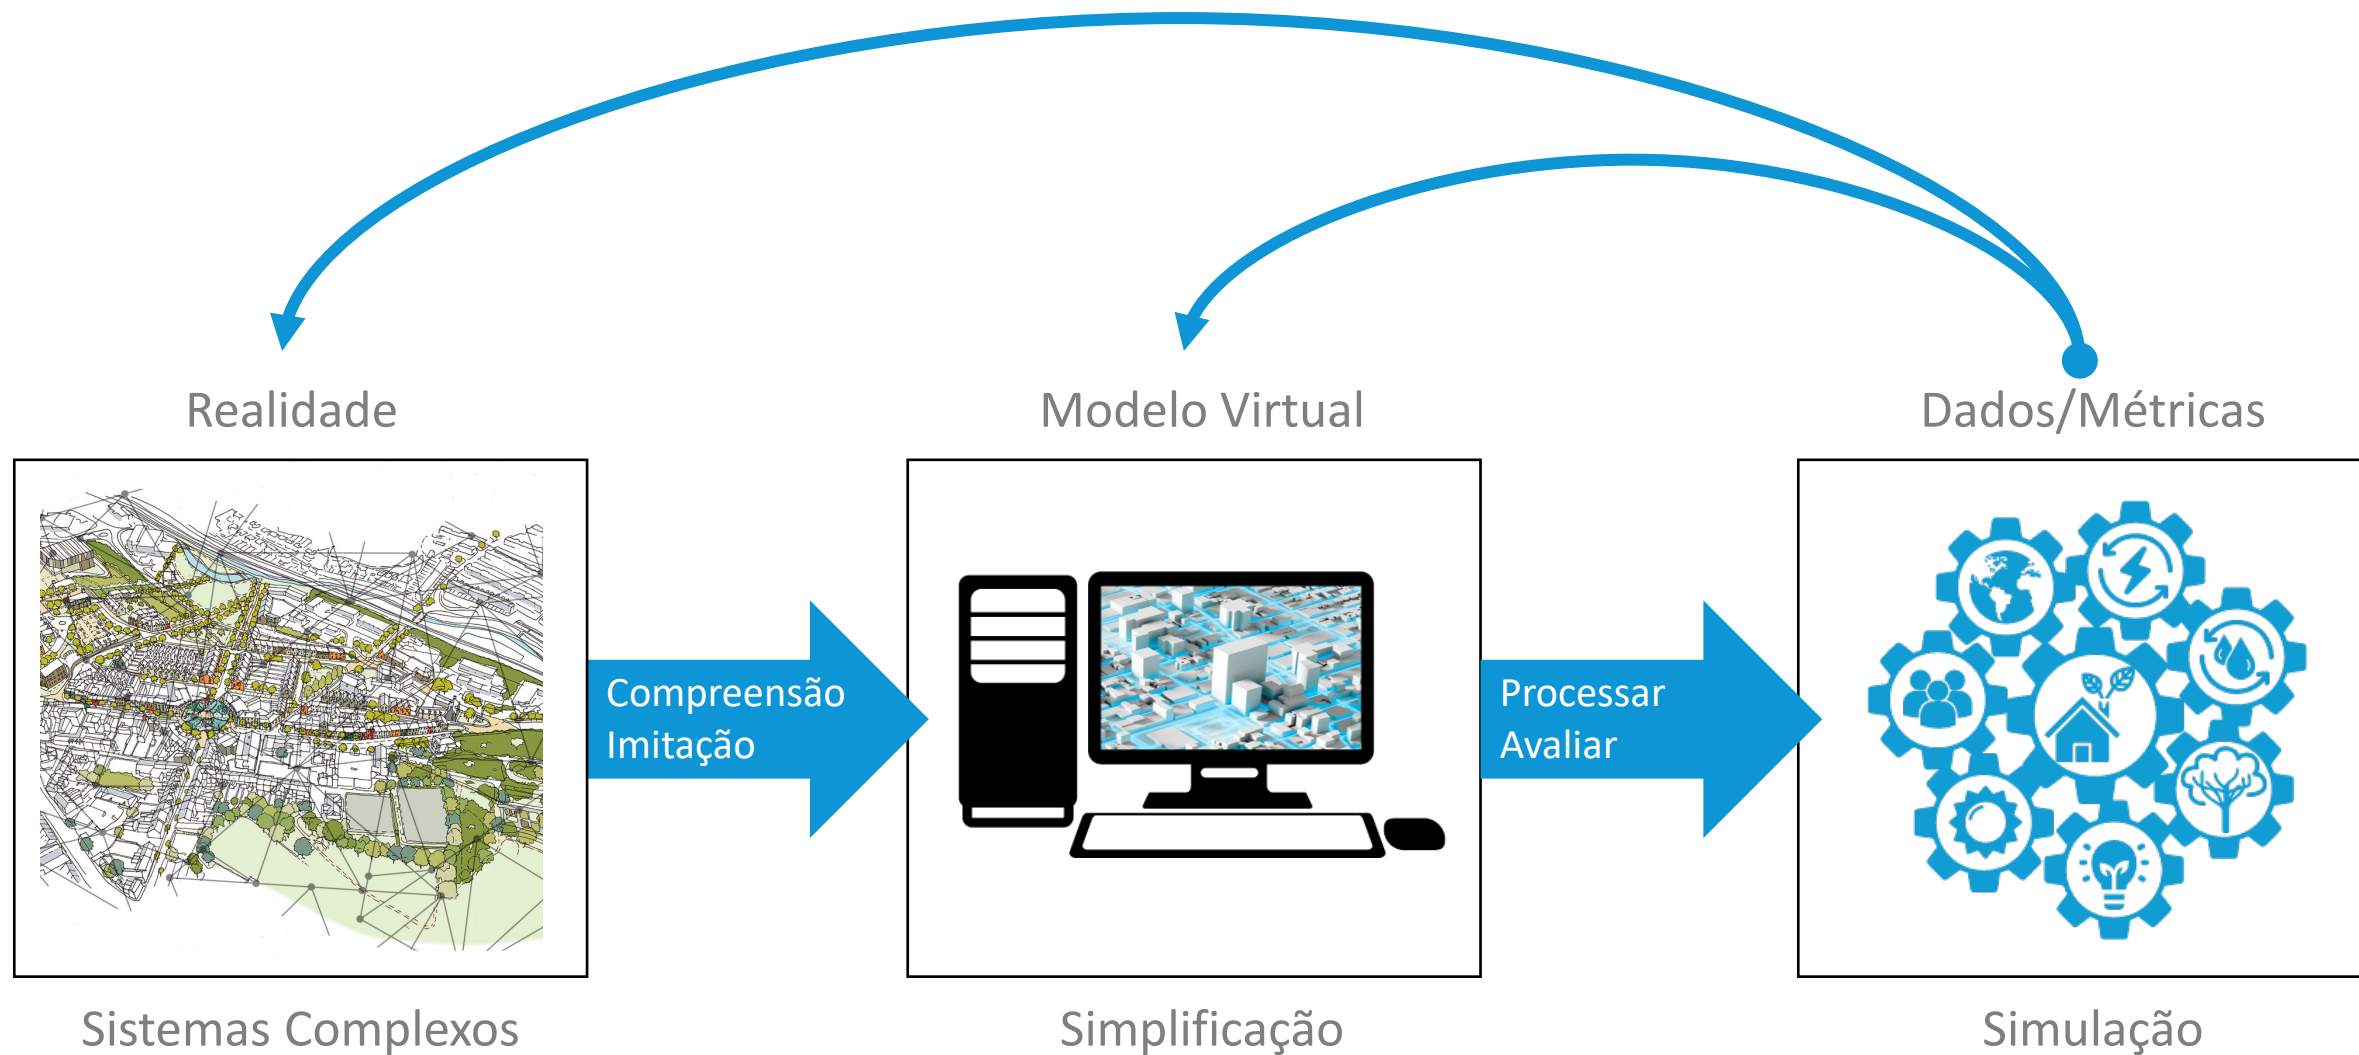 Realidade
Modelo Virtual
Dados/Métricas
Compreensão
Imitação
Processar
Avaliar
Sistemas Complexos
Simplificação
Simulação